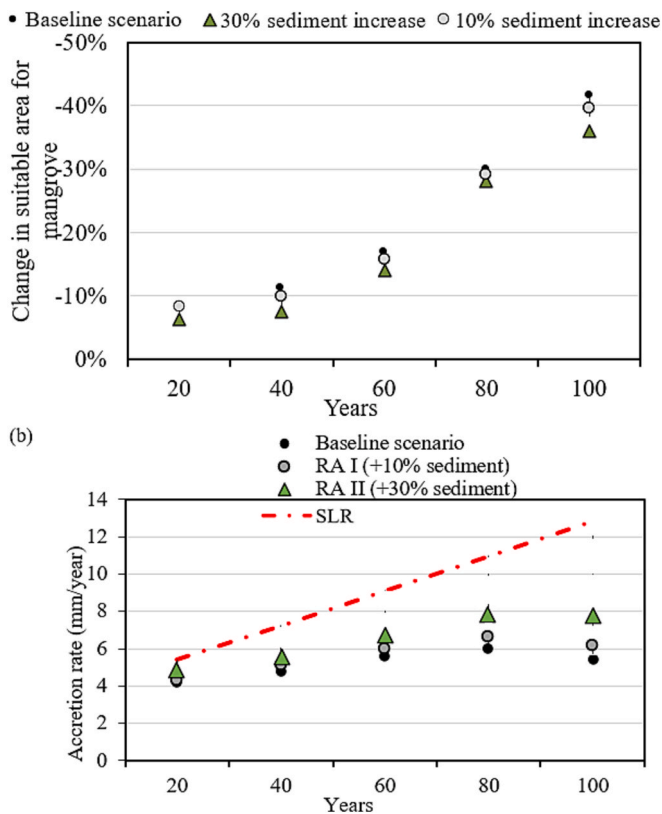 Baseline scenario 30% sediment increase 10% sediment increase
-50%
-40%
-30%
-20%
-10%
0%
Change in suitable area for
mangrove
20 40 60 80 100
Years
(b)
Baseline scenario
RA I (+10% sediment)
RA II (+30% sediment)
SLR
14
12
10
8
6
4
2
0
Accretion rate (mm/year)
20 40 60 80 100
Years